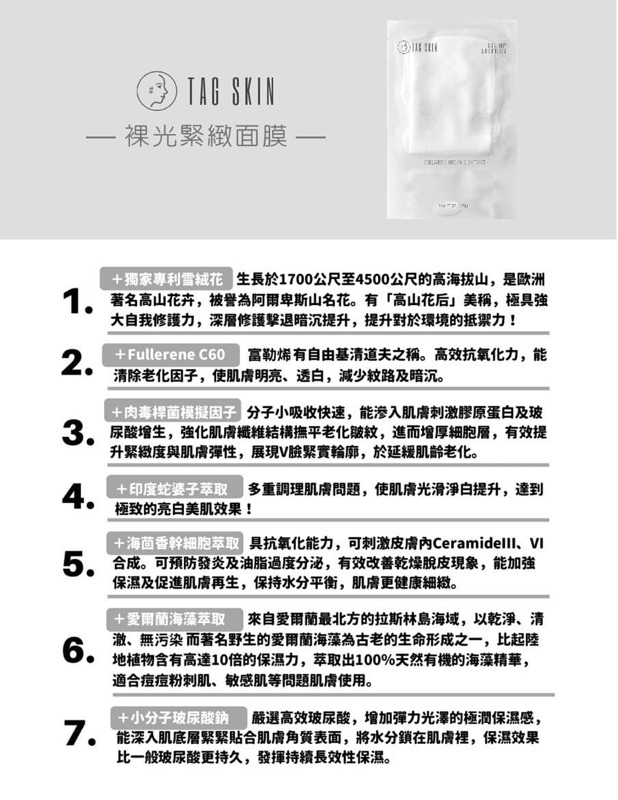 # TAG SKIN
— 裸光緊緻面膜 —
TAG SKIN
EDELWEISS ORGANIC EXTRACT
1. ＋獨家專利雪絨花 生長於1700公尺至4500公尺的高海拔山，是歐洲
著名高山花卉，被譽為阿爾卑斯山名花。有「高山花后」美稱，極具強
大自我修護力，深層修護擊退暗沉提升，提升對於環境的抵禦力！
2. ＋Fullerene C60 富勒烯有自由基清道夫之稱。高效抗氧化力，能
清除老化因子，使肌膚明亮、透白，減少紋路及暗沉。
3. ＋肉毒桿菌模擬因子 分子小吸收快速，能滲入肌膚刺激膠原蛋白及玻
尿酸增生，強化肌膚纖維結構撫平老化皺紋，進而增厚細胞層，有效提
升緊緻度與肌膚彈性，展現V臉緊實輪廓，於延緩肌齡老化。
4. ＋印度蛇婆子萃取 多重調理肌膚問題，使肌膚光滑淨白提升，達到
極致的亮白美肌效果！
5. ＋海茴香幹細胞萃取 具抗氧化能力，可刺激皮膚內CeramideIII、VI
合成。可預防發炎及油脂過度分泌，有效改善乾燥脫皮現象，能加強
保濕及促進肌膚再生，保持水分平衡，肌膚更健康細緻。
6. ＋愛爾蘭海藻萃取 來自愛爾蘭最北方的拉斯林島海域，以乾淨、清
澈、無污染 而著名野生的愛爾蘭海藻為古老的生命形成之一，比起陸
地植物含有高達10倍的保濕力，萃取出100%天然有機的海藻精華，
適合痘痘粉刺肌、敏感肌等問題肌膚使用。
7. ＋小分子玻尿酸鈉 嚴選高效玻尿酸，增加彈力光澤的極潤保濕感，
能深入肌底層緊緊貼合肌膚角質表面，將水分鎖在肌膚裡，保濕效果
比一般玻尿酸更持久，發揮持續長效性保濕。